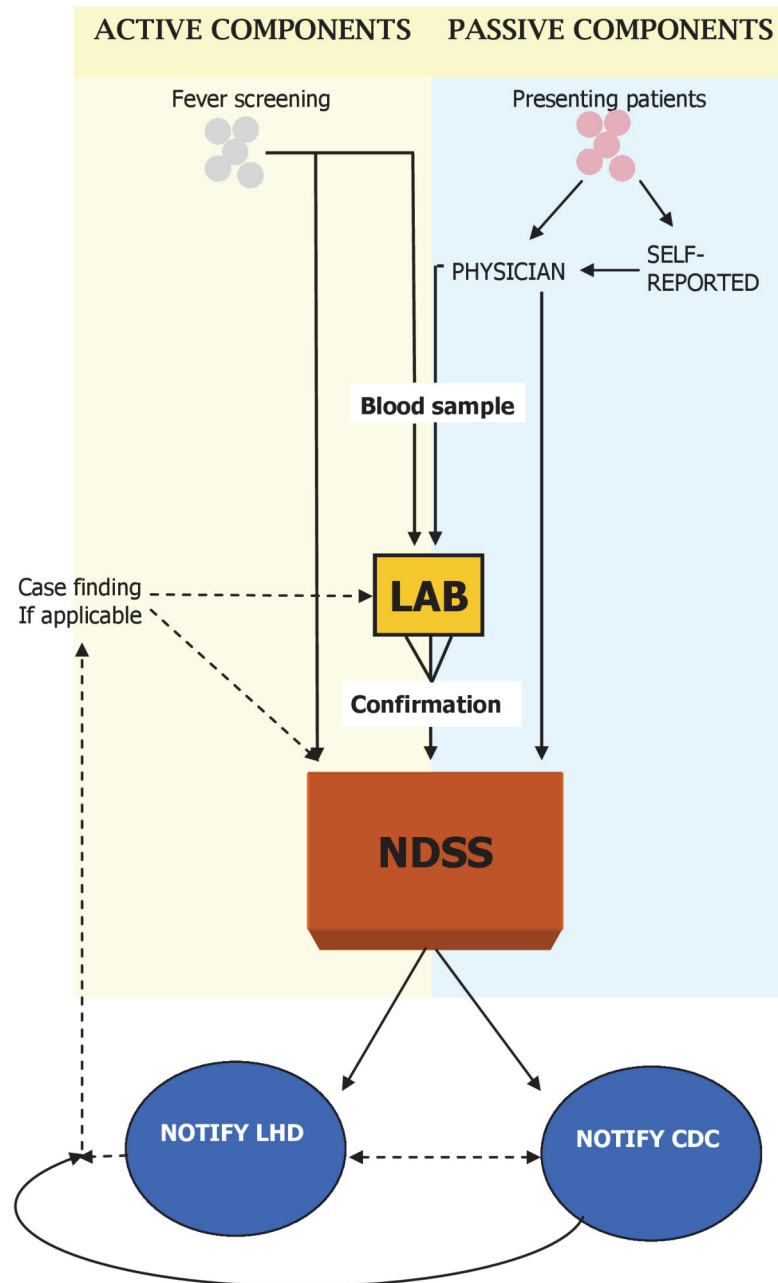 ACTIVE COMPONENTS
PASSIVE COMPONENTS
Fever screening
Presenting patients
PHYSICIAN
SELF-
REPORTED
Blood sample
Case finding
If applicable
LAB
Confirmation
NDSS
NOTIFY LHD
NOTIFY CDC